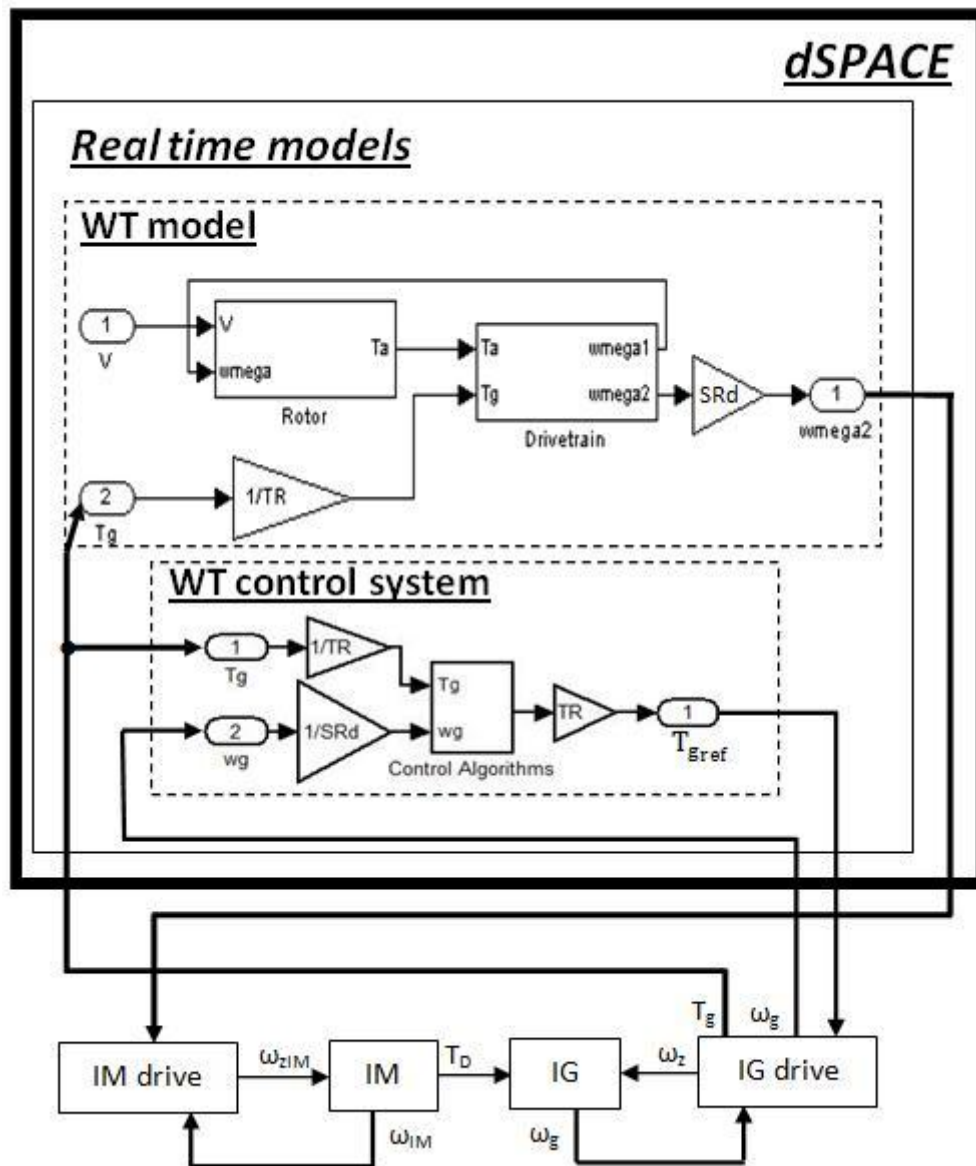 dSPACE
Real time models
WT model
1
V
V
wmega
Ta
Rotor
Ta
Tg
wmega1
wmega2
Drivetrain
SRd
1
wmega2
2
Tg
1/TR
WT control system
1
Tg
1/TR
2
wg
1/SRd
Tg
wg
Control Algorithms
TR
1
Tgref
Tg
ωg
IM drive
ωzIM
IM
TD
IG
ωz
IG drive
ωIM
ωg